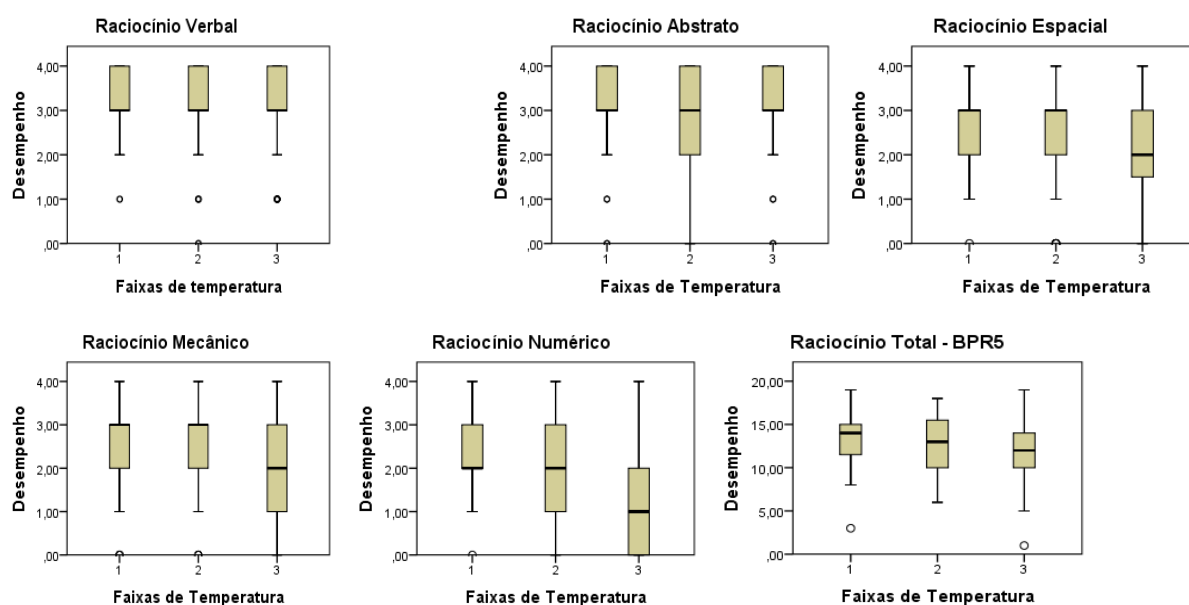 Raciocínio Verbal
Desempenho
4,00
3,00
2,00
1,00
,00
1 2 3
Faixas de temperatura
Raciocínio Abstrato
Desempenho
4,00
3,00
2,00
1,00
,00
1 2 3
Faixas de Temperatura
Raciocínio Espacial
Desempenho
4,00
3,00
2,00
1,00
,00
1 2 3
Faixas de Temperatura
Raciocínio Mecânico
Desempenho
4,00
3,00
2,00
1,00
,00
1 2 3
Faixas de Temperatura
Raciocínio Numérico
Desempenho
4,00
3,00
2,00
1,00
,00
1 2 3
Faixas de Temperatura
Raciocínio Total - BPR5
Desempenho
20,00
15,00
10,00
5,00
,00
1 2 3
Faixas de Temperatura